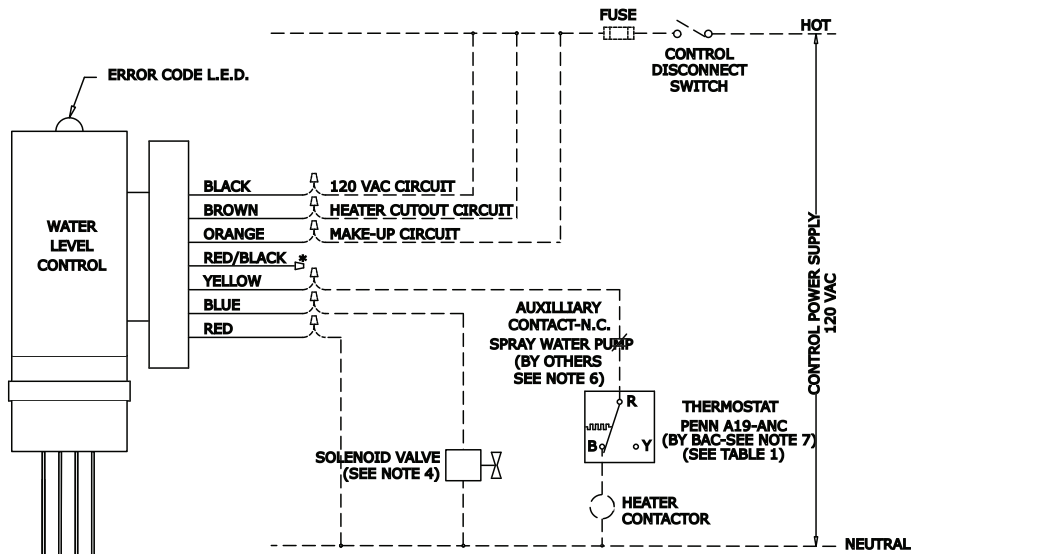 FUSE
HOT
CONTROL
DISCONNECT
SWITCH
ERROR CODE L.E.D.
WATER
LEVEL
CONTROL
BLACK
120 VAC CIRCUIT
BROWN
HEATER CUTOUT CIRCUIT
ORANGE
MAKE-UP CIRCUIT
RED/BLACK *
YELLOW
BLUE
RED
AUXILLIARY
CONTACT-N.C.
SPRAY WATER PUMP
(BY OTHERS
SEE NOTE 6)
CONTROL POWER SUPPLY
120 VAC
R
B
Y
THERMOSTAT
PENN A19-ANC
(BY BAC-SEE NOTE 7)
(SEE TABLE 1)
SOLENOID VALVE
(SEE NOTE 4)
HEATER
CONTACTOR
NEUTRAL